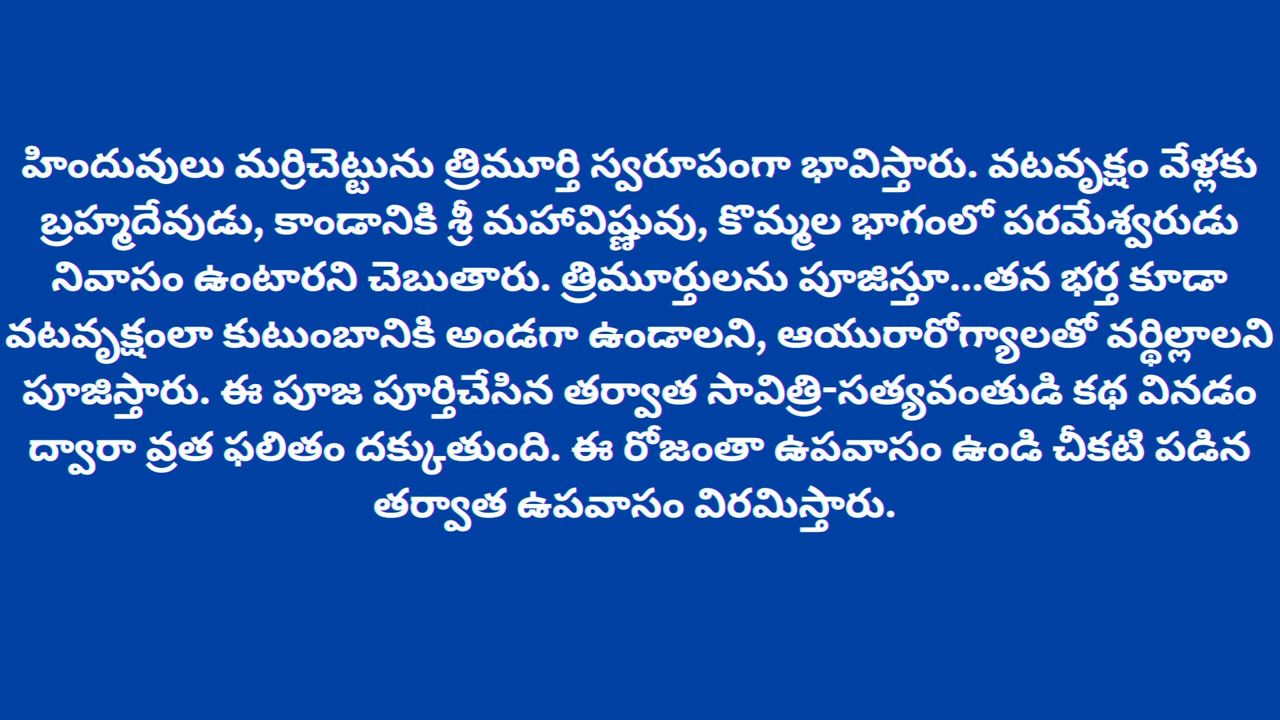 హిందువులు మర్రిచెట్టును త్రిమూర్తి స్వరూపంగా భావిస్తారు. వటవృక్షం వేళ్లకు
బ్రహ్మదేవుడు, కాండానికి శ్రీ మహావిష్ణువు, కొమ్మల భాగంలో పరమేశ్వరుడు
నివాసం ఉంటారని చెబుతారు. త్రిమూర్తులను పూజిస్తూ...తన భర్త కూడా
వటవృక్షంలా కుటుంబానికి అండగా ఉండాలని, ఆయురారోగ్యాలతో వర్థిల్లాలని
పూజిస్తారు. ఈ పూజ పూర్తిచేసిన తర్వాత సావిత్రి-సత్యవంతుడి కథ వినడం
ద్వారా వ్రత ఫలితం దక్కుతుంది. ఈ రోజంతా ఉపవాసం ఉండి చీకటి పడిన
తర్వాత ఉపవాసం విరమిస్తారు.